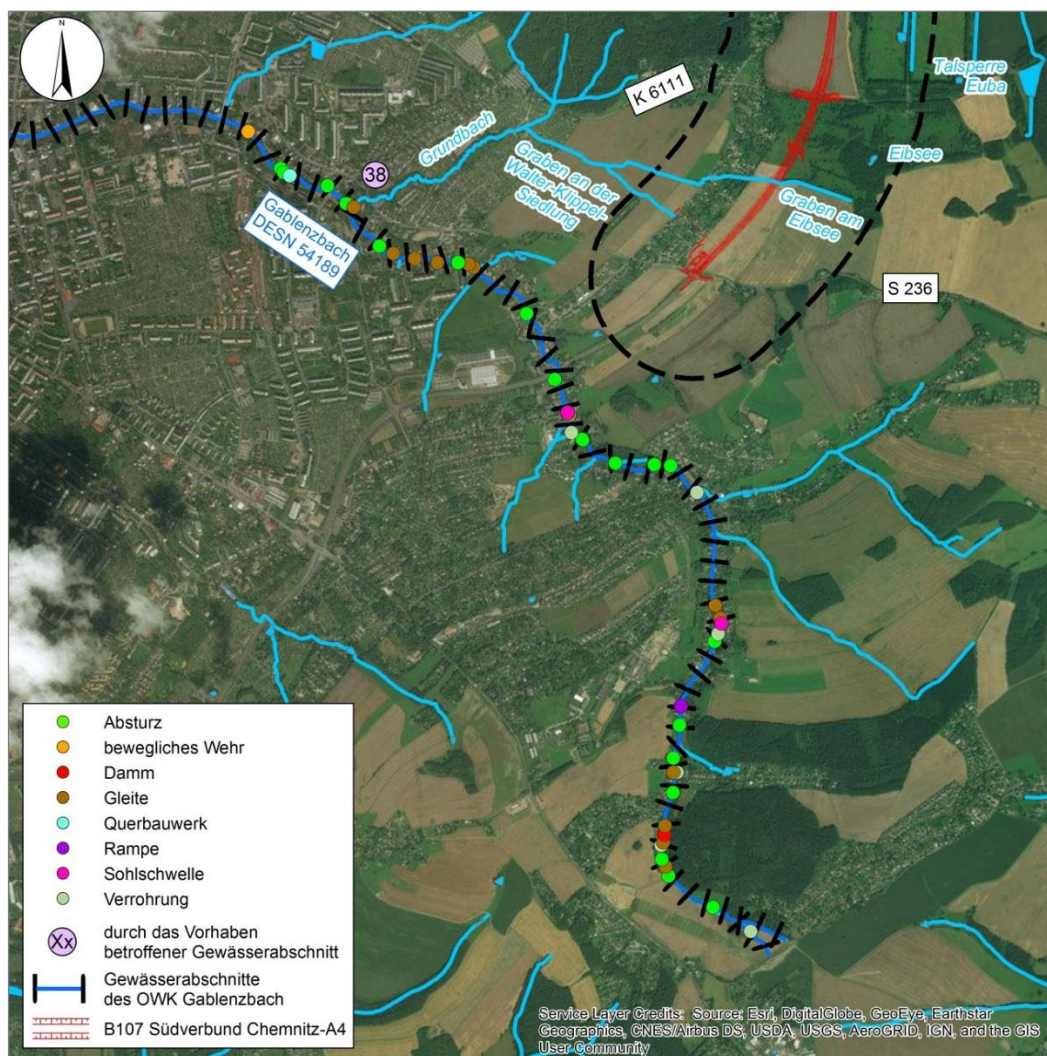 N
K 6111
Talsperre
Euba
Grundbach
38
Graben an der
Walter-Klippel-
Siedlung
Eibsee
Graben am
Eibsee
Gablenzbach
DESN 54189
S 236
Absturz
bewegliches Wehr
Damm
Gleite
Querbauwerk
Rampe
Sohlschwelle
Verrohrung
Xx
durch das Vorhaben
betroffener Gewässerabschnitt
Gewässerabschnitte
des OWK Gablenzbach
B107 Südverbund Chemnitz-A4
Service Layer Credits: Source: Esri, DigitalGlobe, GeoEye, Earthstar
Geographics, CNES/Airbus DS, USDA, USGS, AeroGRID, IGN, and the GIS
User Community